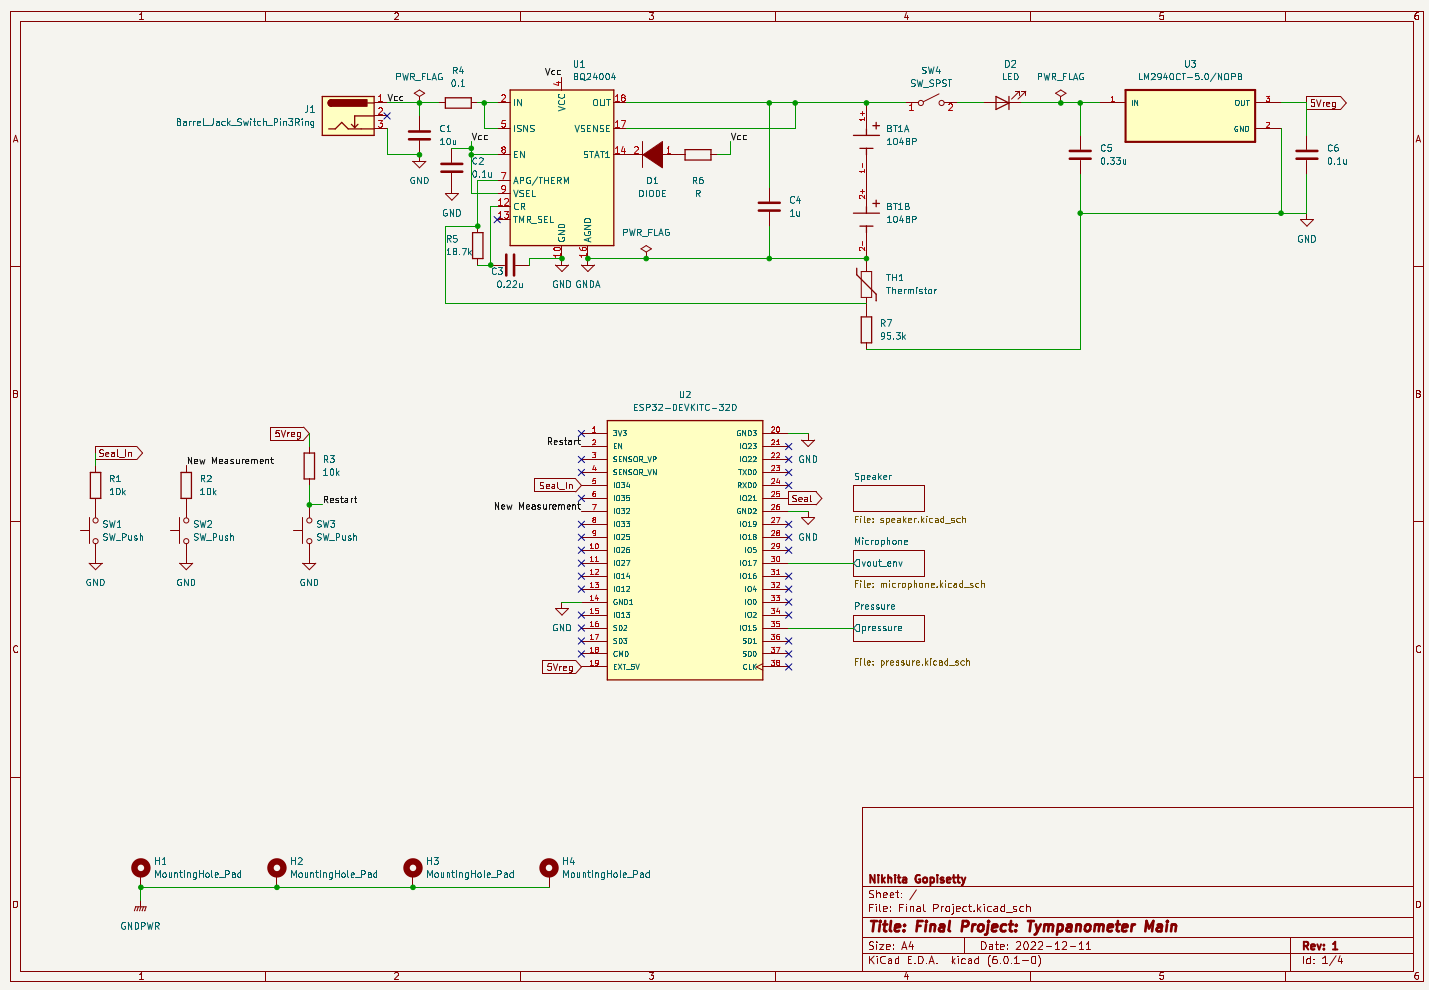 1 2 3 4 5 6
A
B
C
D
J1
Barrel_Jack_Switch_Pin3Ring
1
2
3
Vcc
PWR_FLAG
R4
0.1
C1
10u
GND
C2
0.1u
GND
Vcc
R5
18.7k
C3
0.22u
U1
BQ24004
Vcc
4
VCC
2 IN
5 ISNS
8 EN
7 APG/THERM
9 VSEL
12 CR
13 TMR_SEL
OUT
VSENSE 17
STAT1 14
GND
AGND
10
16
GND GNDA
2 1
D1
DIODE
R6
R
Vcc
PWR_FLAG
C4
1u
1+
+ BT1A
104BP
1-
2+
+ BT1B
104BP
2-
TH1
Thermistor
R7
95.3k
SW4
SW_SPST
1 2
D2
LED
PWR_FLAG
C5
0.33u
U3
LM2940CT-5.0/NOPB
1 IN
OUT 3
GND 2
5Vreg
C6
0.1u
GND
Seal_In
R1
10k
SW1
SW_Push
GND
New Measurement
R2
10k
SW2
SW_Push
GND
5Vreg
R3
10k
Restart
SW3
SW_Push
GND
U2
ESP32-DEVKITC-32D
Restart
Seal_In
New Measurement
GND
5Vreg
1 3V3
2 EN
3 SENSOR_VP
4 SENSOR_VN
5 IO34
6 IO35
7 IO32
8 IO33
9 IO25
10 IO26
11 IO27
12 IO14
13 IO12
14 GND1
15 IO13
16 SD2
17 SD3
18 CMD
19 EXT_5V
GND3 20
IO23 21
IO22 22
TXD0 23
RXD0 24
IO21 25
GND2 26
IO19 27
IO18 28
IO5 29
IO17 30
IO16 31
IO4 32
IO0 33
IO2 34
IO15 35
SD1 36
SD0 37
CLK 38
GND
Seal
GND
Speaker
File: speaker.kicad_sch
Microphone
vout_env
File: microphone.kicad_sch
Pressure
pressure
File: pressure.kicad_sch
H1
MountingHole_Pad
H2
MountingHole_Pad
H3
MountingHole_Pad
H4
MountingHole_Pad
GNDPWR
Nikhita Gopisetty
Sheet: /
File: Final Project.kicad_sch
Title: Final Project: Tympanometer Main
Size: A4 Date: 2022-12-11 Rev: 1
KiCad E.D.A. kicad (6.0.1-0) Id: 1/4
A
B
C
D
1 2 3 4 5 6